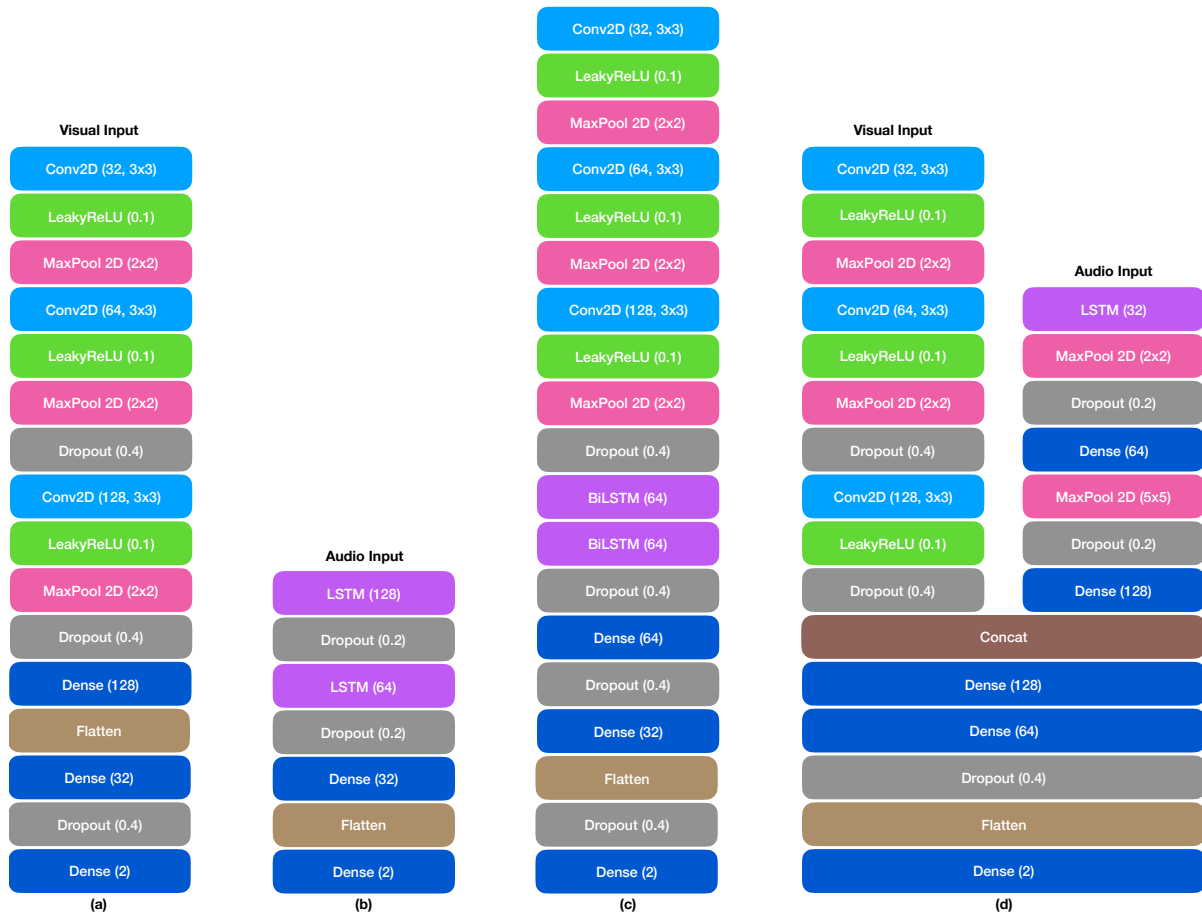 Visual Input
Conv2D (32, 3x3)
LeakyReLU (0.1)
MaxPool 2D (2x2)
Conv2D (64, 3x3)
LeakyReLU (0.1)
MaxPool 2D (2x2)
Dropout (0.4)
Conv2D (128, 3x3)
LeakyReLU (0.1)
MaxPool 2D (2x2)
Dropout (0.4)
Dense (128)
Flatten
Dense (32)
Dropout (0.4)
Dense (2)
(a)
Audio Input
LSTM (128)
Dropout (0.2)
LSTM (64)
Dropout (0.2)
Dense (32)
Flatten
Dense (2)
(b)
Conv2D (32, 3x3)
LeakyReLU (0.1)
MaxPool 2D (2x2)
Conv2D (64, 3x3)
LeakyReLU (0.1)
MaxPool 2D (2x2)
Conv2D (128, 3x3)
LeakyReLU (0.1)
MaxPool 2D (2x2)
Dropout (0.4)
BiLSTM (64)
BiLSTM (64)
Dropout (0.4)
Dense (64)
Dropout (0.4)
Dense (32)
Flatten
Dropout (0.4)
Dense (2)
(c)
Visual Input
Conv2D (32, 3x3)
LeakyReLU (0.1)
MaxPool 2D (2x2)
Conv2D (64, 3x3)
LeakyReLU (0.1)
MaxPool 2D (2x2)
Dropout (0.4)
Conv2D (128, 3x3)
LeakyReLU (0.1)
Dropout (0.4)
Audio Input
LSTM (32)
MaxPool 2D (2x2)
Dropout (0.2)
Dense (64)
MaxPool 2D (5x5)
Dropout (0.2)
Dense (128)
Concat
Dense (128)
Dense (64)
Dropout (0.4)
Flatten
Dense (2)
(d)